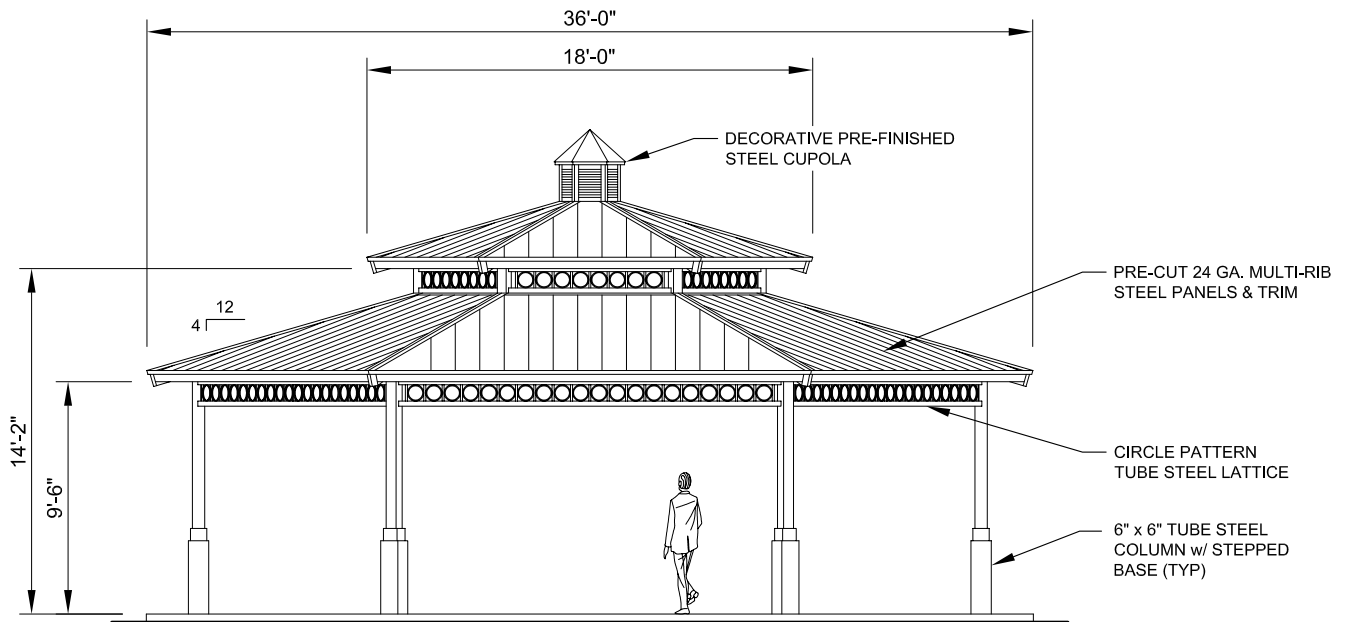 36'-0"
18'-0"
DECORATIVE PRE-FINISHED
STEEL CUPOLA
PRE-CUT 24 GA. MULTI-RIB
STEEL PANELS & TRIM
12
4
14'-2"
9'-6"
CIRCLE PATTERN
TUBE STEEL LATTICE
6" x 6" TUBE STEEL
COLUMN w/ STEPPED
BASE (TYP)